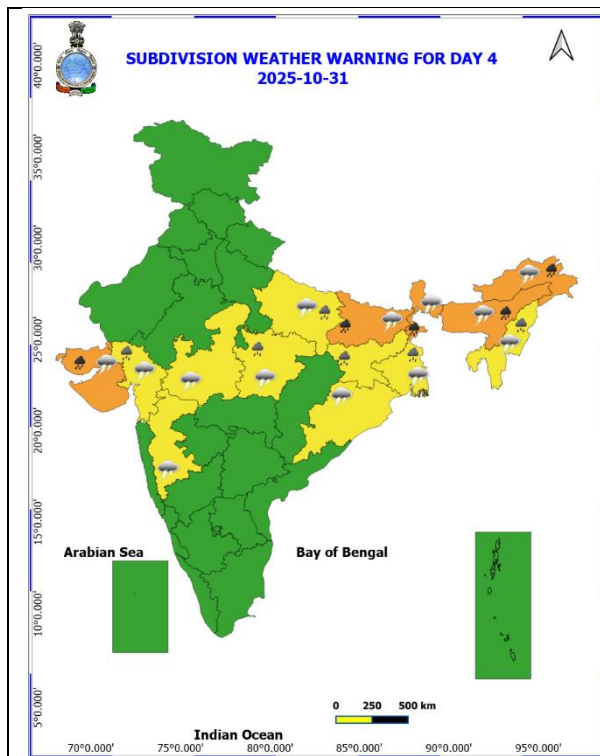 SUBDIVISION WEATHER WARNING FOR DAY 4
2025-10-31
40°0.000'
35°0.000'
30°0.000'
25°0.000'
20°0.000'
15°0.000'
10°0.000'
5°0.000'
Arabian Sea
Bay of Bengal
0 250 500 km
Indian Ocean
70°0.000' 75°0.000' 80°0.000' 85°0.000' 90°0.000' 95°0.000'